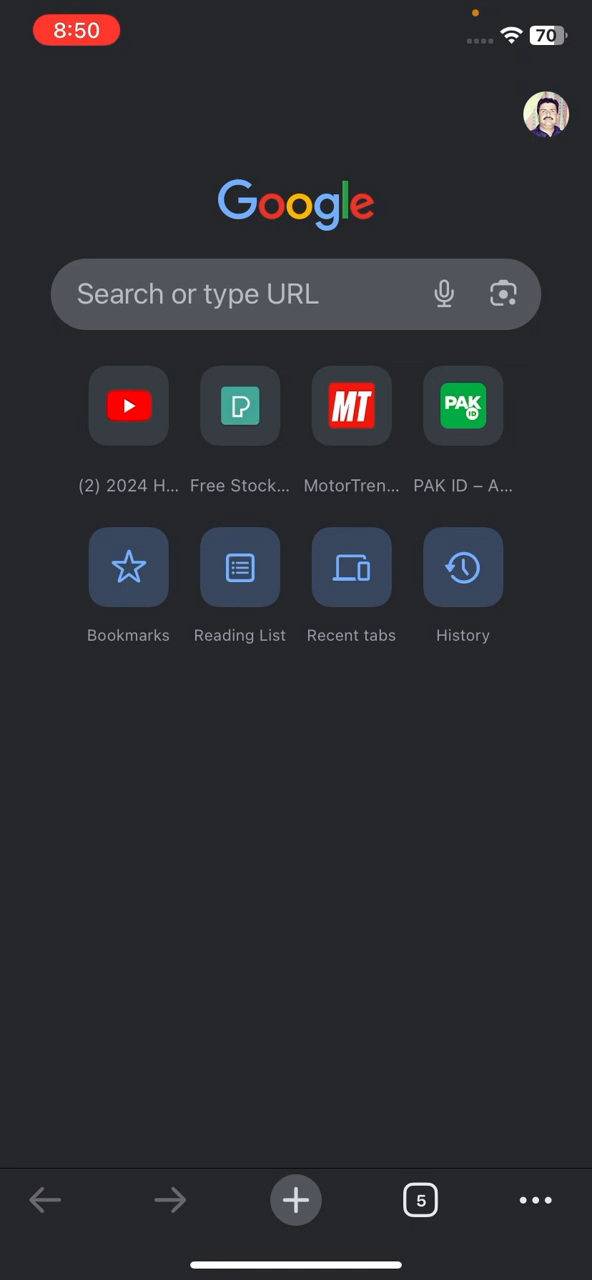 8:50
70
Google
Search or type URL
MT
PAK
ID
(2) 2024 H... Free Stock... MotorTren... PAK ID – A...
Bookmarks Reading List Recent tabs History
5